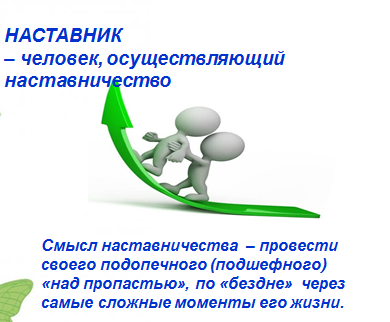 НАСТАВНИК
– человек, осуществляющий
наставничество
Смысл наставничества – провести
своего подопечного (подшефного)
«над пропастью», по «бездне» через
самые сложные моменты его жизни.